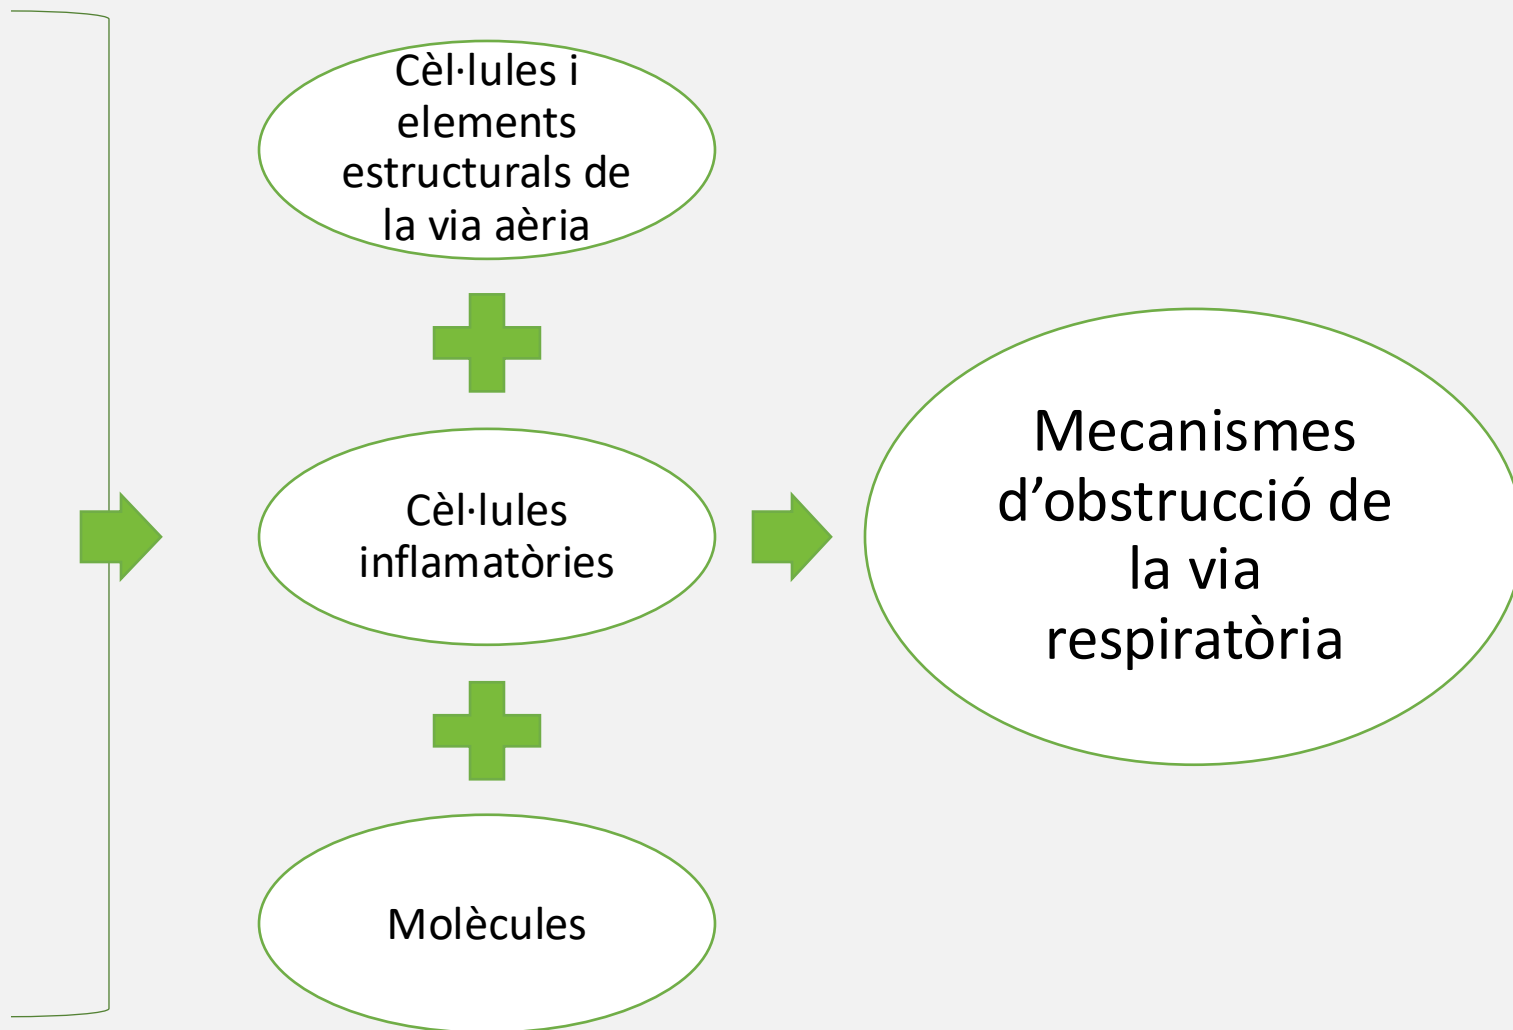 Cèl·lules i
elements
estructurals de
la via aèria
Cèl·lules
inflamatòries
Molècules
Mecanismes
d’obstrucció de
la via
respiratòria